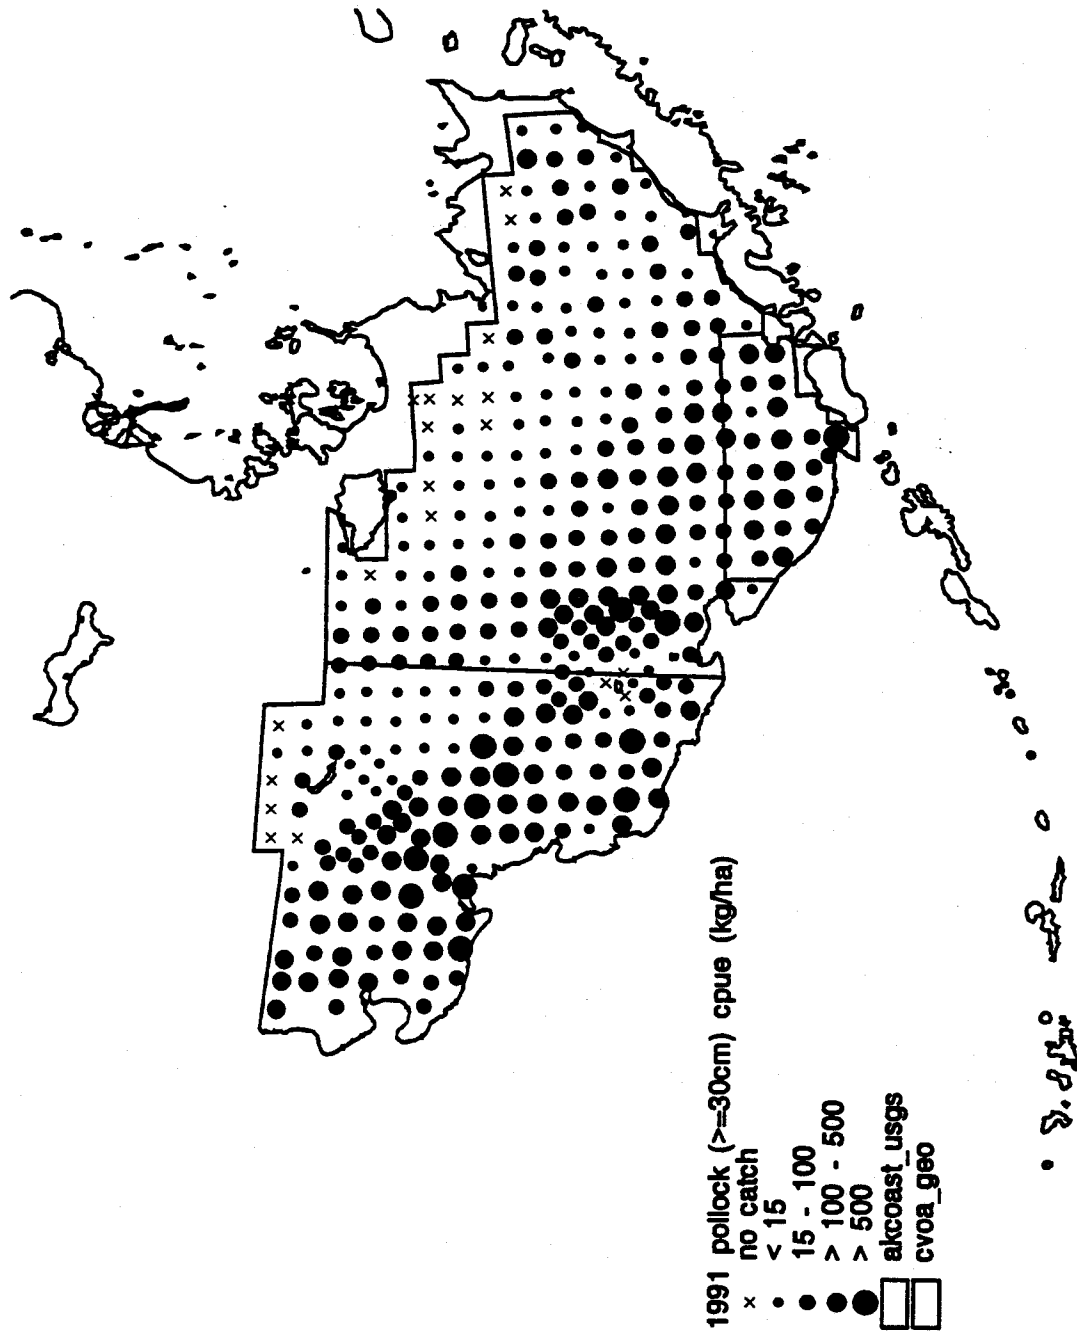 1991 pollock (>=30cm) cpue (kg/ha)
× no catch
< 15
15 - 100
> 100 - 500
> 500
akcoast_usgs
cvoa_geo